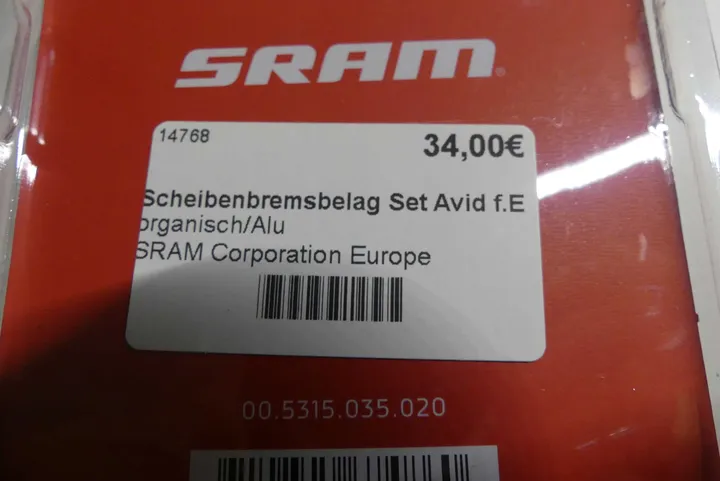 SRAM
14768
34,00€
Scheibenbremsbelag Set Avid f.E
organisch/Alu
SRAM Corporation Europe
00.5315.035.020